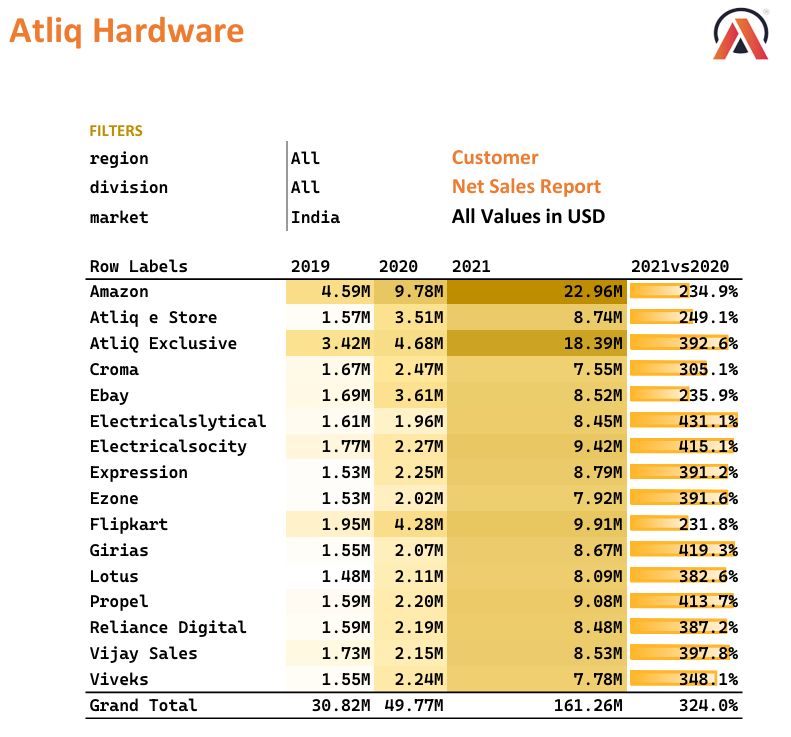 Atliq Hardware
FILTERS
region All Customer
division All Net Sales Report
market India All Values in USD
Row Labels 2019 2020 2021 2021vs2020
Amazon 4.59M 9.78M 22.96M 234.9%
Atliq e Store 1.57M 3.51M 8.74M 249.1%
AtliQ Exclusive 3.42M 4.68M 18.39M 392.6%
Croma 1.67M 2.47M 7.55M 305.1%
Ebay 1.69M 3.61M 8.52M 235.9%
Electricalslytical 1.61M 1.96M 8.45M 431.1%
Electricalsocity 1.77M 2.27M 9.42M 415.1%
Expression 1.53M 2.25M 8.79M 391.2%
Ezone 1.53M 2.02M 7.92M 391.6%
Flipkart 1.95M 4.28M 9.91M 231.8%
Girias 1.55M 2.07M 8.67M 419.3%
Lotus 1.48M 2.11M 8.09M 382.6%
Propel 1.59M 2.20M 9.08M 413.7%
Reliance Digital 1.59M 2.19M 8.48M 387.2%
Vijay Sales 1.73M 2.15M 8.53M 397.8%
Viveks 1.55M 2.24M 7.78M 348.1%
Grand Total 30.82M 49.77M 161.26M 324.0%